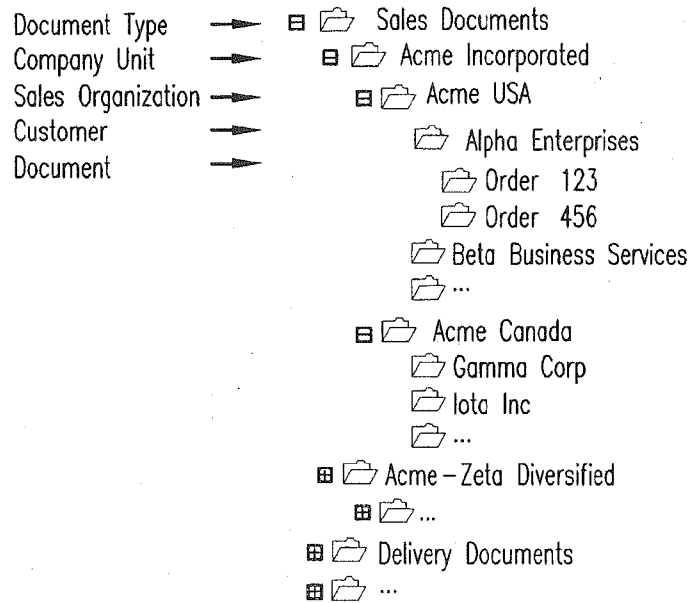 Document Type Sales Documents
Company Unit Acme Incorporated
Sales Organization Acme USA
Customer Alpha Enterprises
Document Order 123
Order 456
Beta Business Services
...
Acme Canada
Gamma Corp
Iota Inc
...
Acme-Zeta Diversified
...
Delivery Documents
...